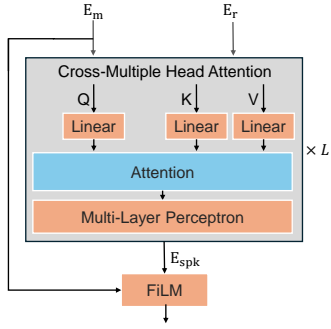 E_m E_r
Cross-Multiple Head Attention
Q K V
Linear Linear Linear
Attention
× L
Multi-Layer Perceptron
E_spk
FiLM